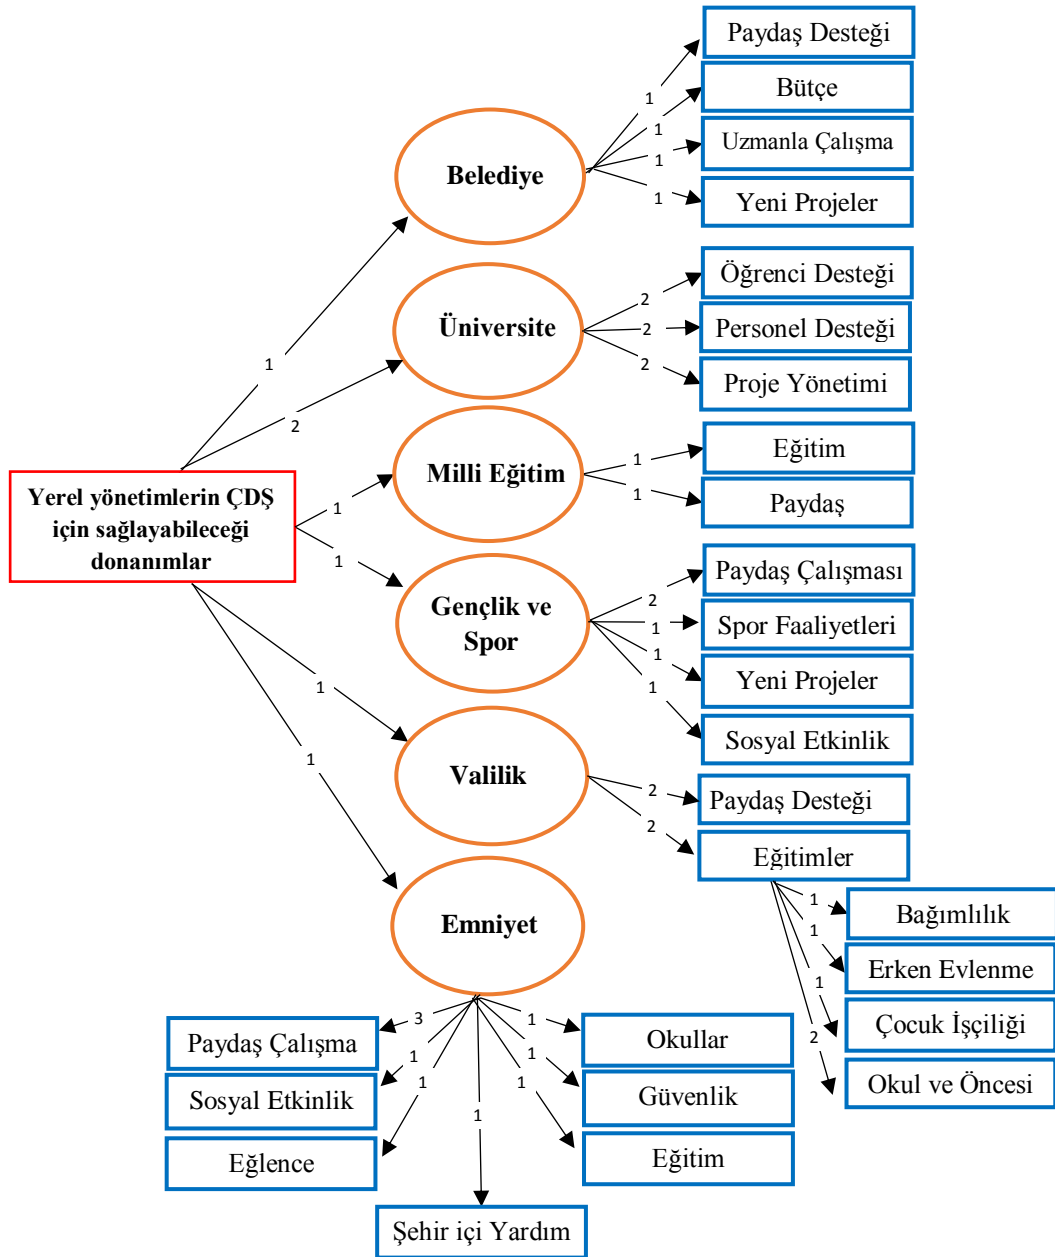 Yerel yönetimlerin ÇDŞ
için sağlayabileceği
donanımlar
1
2
1
1
1
1
Belediye
1
1
1
1
Paydaş Desteği
Bütçe
Uzmanla Çalışma
Yeni Projeler
Üniversite
2
2
2
Öğrenci Desteği
Personel Desteği
Proje Yönetimi
Milli Eğitim
1
1
Eğitim
Paydaş
Gençlik ve
Spor
2
1
1
1
Paydaş Çalışması
Spor Faaliyetleri
Yeni Projeler
Sosyal Etkinlik
Valilik
2
2
Paydaş Desteği
Eğitimler
1
1
1
2
Bağımlılık
Erken Evlenme
Çocuk İşçiliği
Okul ve Öncesi
Emniyet
3
1
1
1
1
1
1
Paydaş Çalışma
Sosyal Etkinlik
Eğlence
Şehir içi Yardım
Okullar
Güvenlik
Eğitim